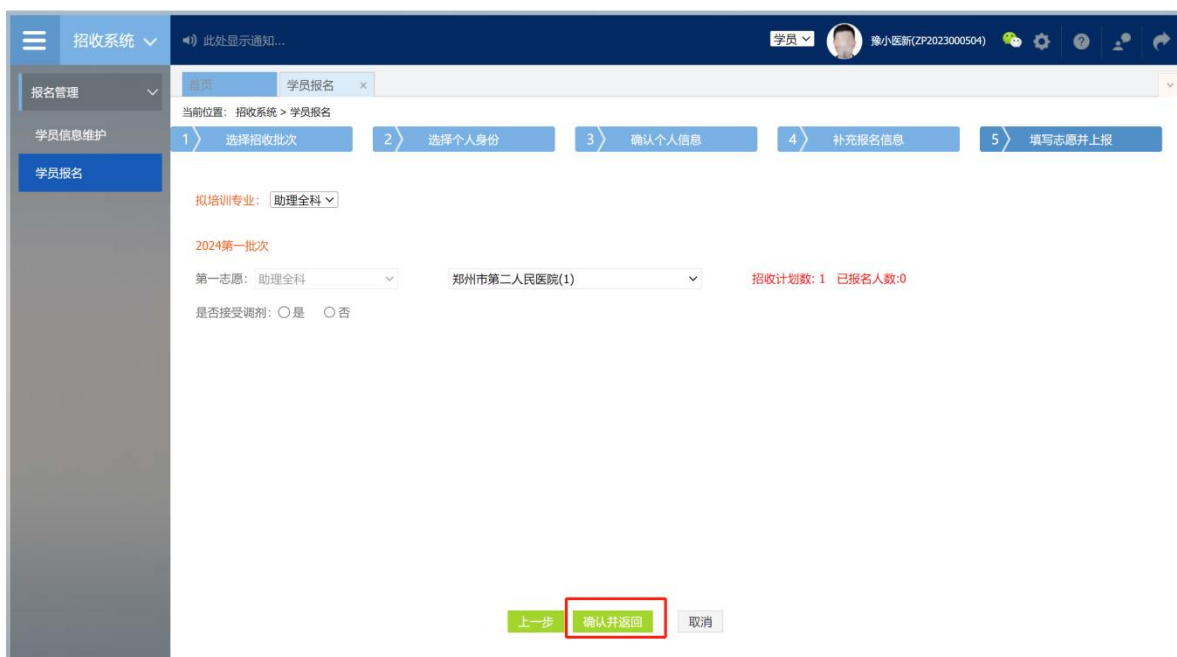 招收系统 此处显示通知... 学员 豫小医新(ZP2023000504)
报名管理 首页 学员报名 ×
当前位置: 招收系统 > 学员报名
学员信息维护 1 选择招收批次 2 选择个人身份 3 确认个人信息 4 补充报名信息 5 填写志愿并上报
学员报名
拟培训专业: 助理全科
2024第一批次
第一志愿: 助理全科 郑州市第二人民医院(1) 招收计划数: 1 已报名人数:0
是否接受调剂: 是 否
上一步 确认并返回 取消